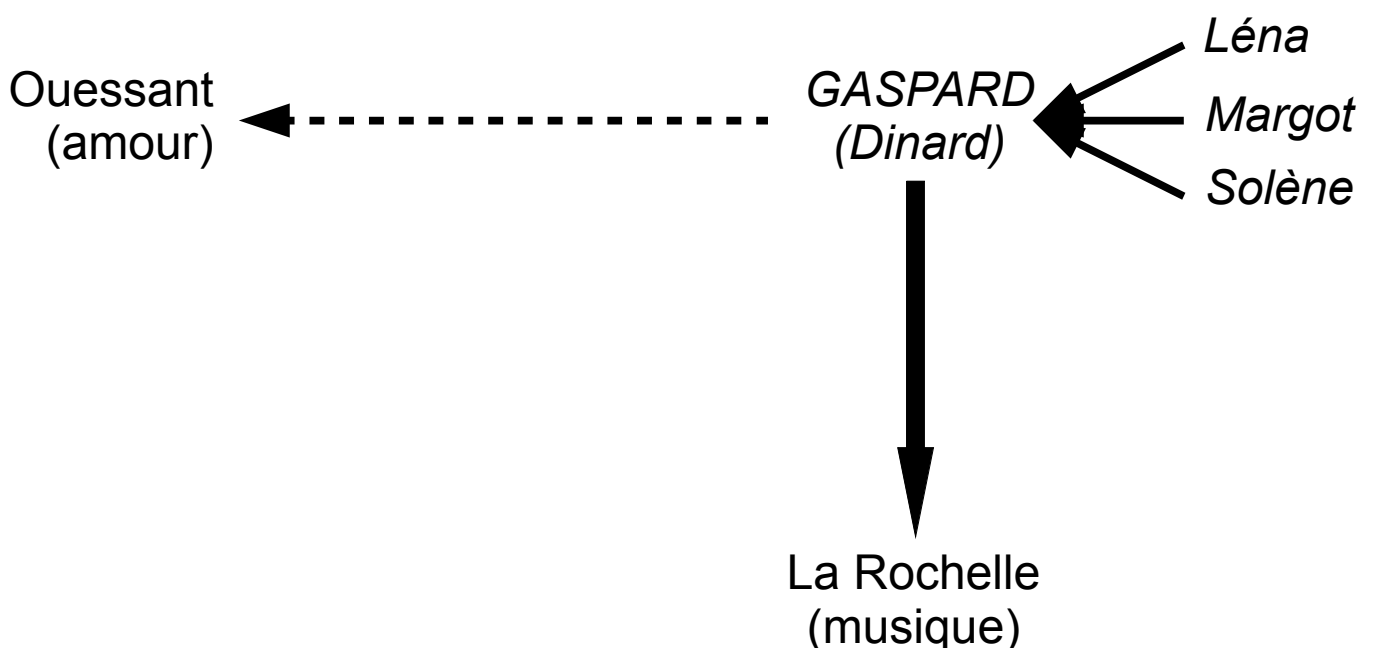 Ouessant
(amour)
GASPARD
(Dinard)
Léna
Margot
Solène
La Rochelle
(musique)